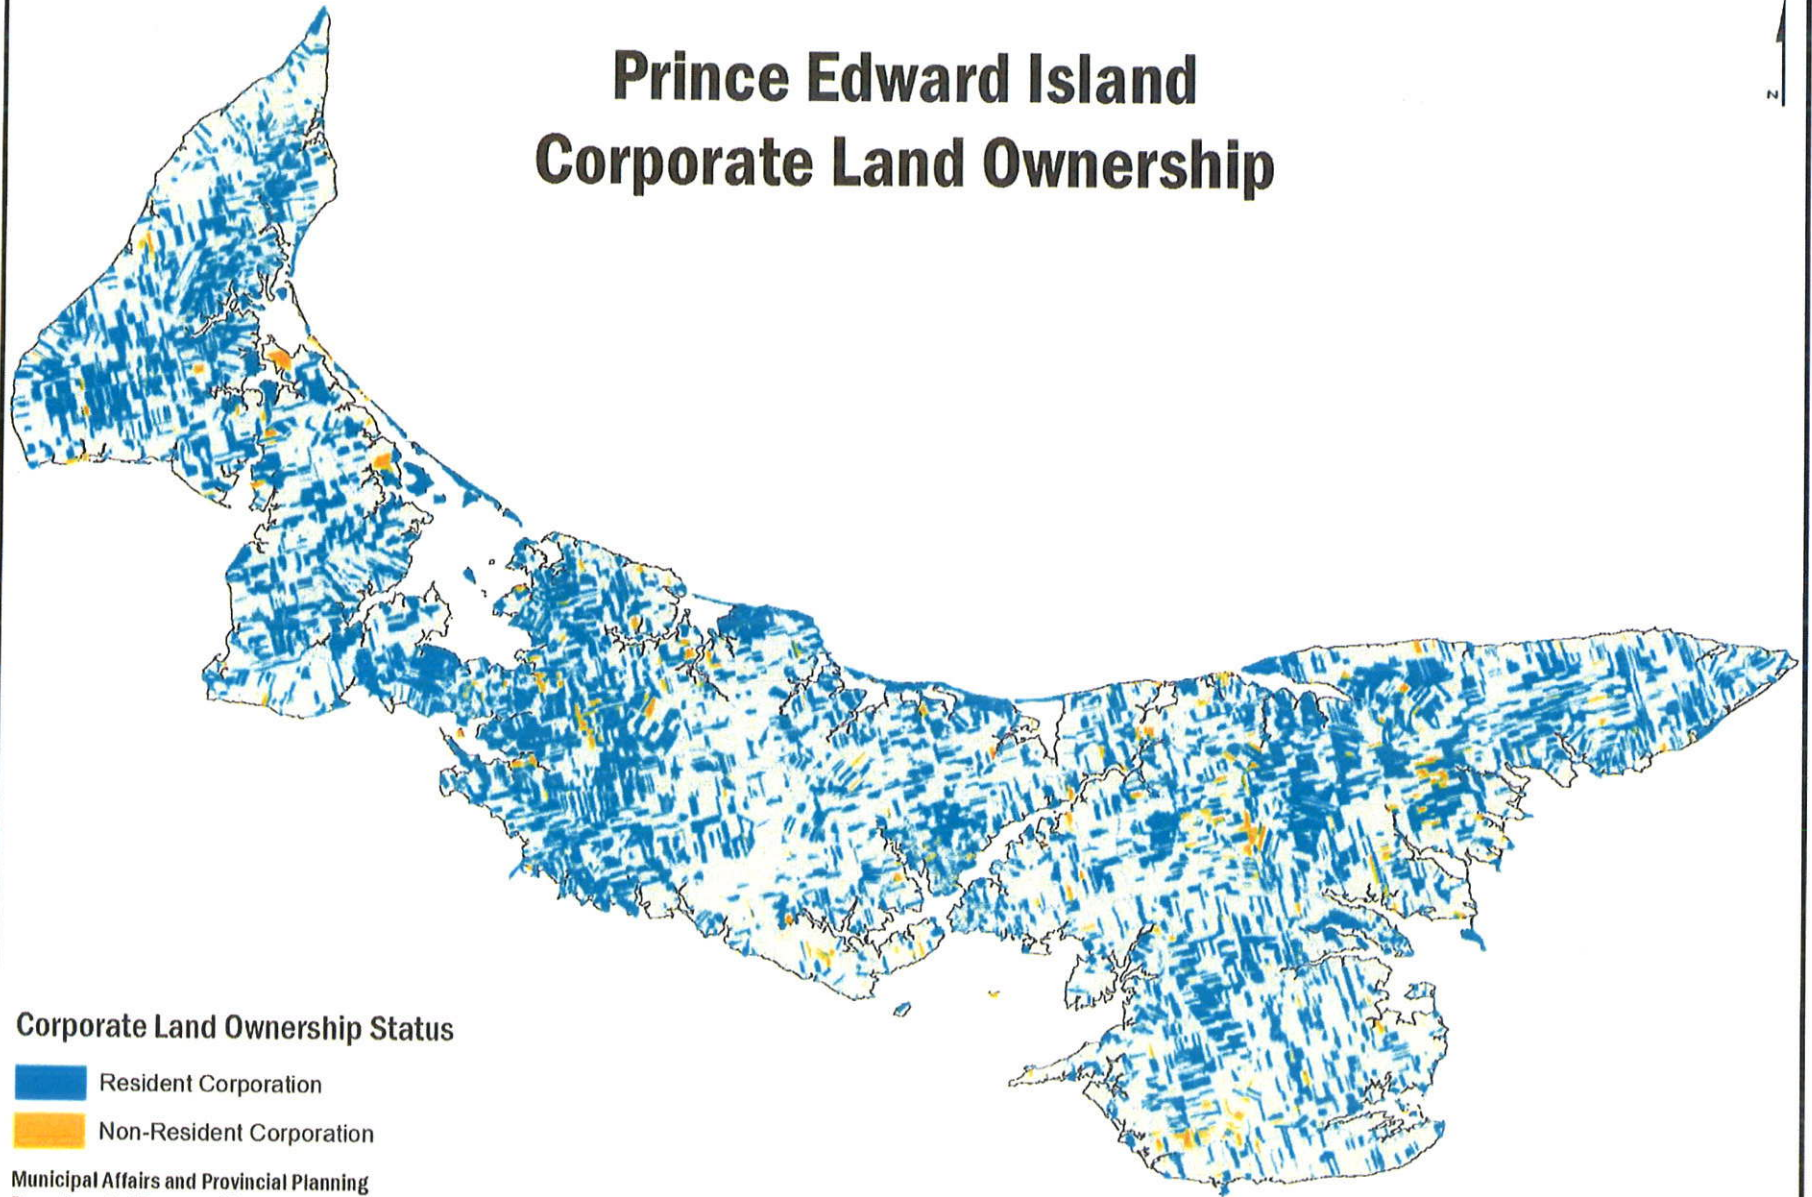 Prince Edward Island
Corporate Land Ownership
N
Corporate Land Ownership Status
Resident Corporation
Non-Resident Corporation
Municipal Affairs and Provincial Planning